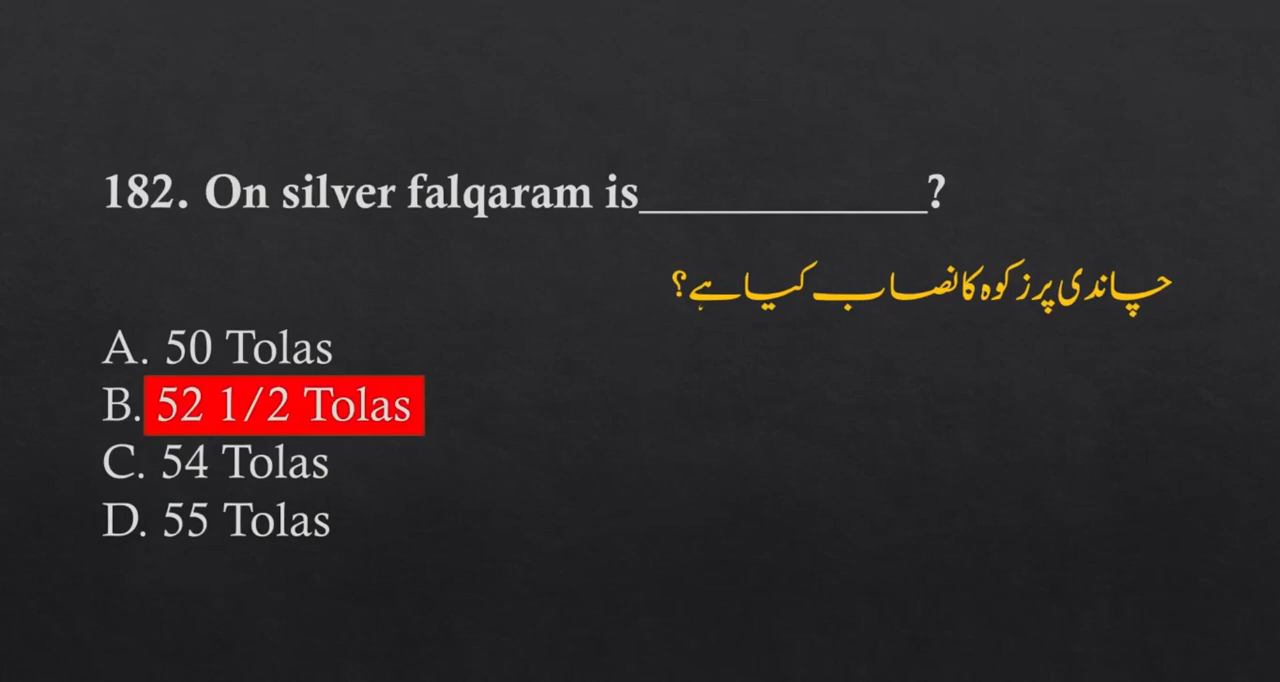 182. On silver falqaram is____________?
چاندی پر زکوہ کا نصاب کیا ہے؟
A. 50 Tolas
B. 52 1/2 Tolas
C. 54 Tolas
D. 55 Tolas